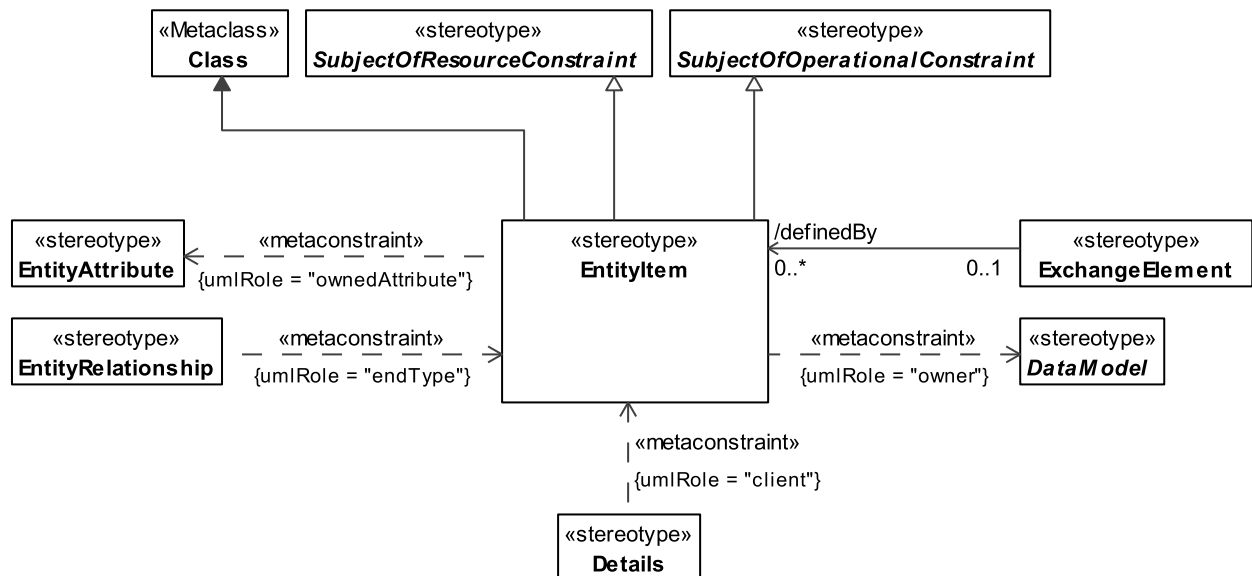 «Metaclass»
Class
«stereotype»
SubjectOfResourceConstraint
«stereotype»
SubjectOfOperationalConstraint
«stereotype»
EntityAttribute
«metaconstraint»
{umlRole = "ownedAttribute"}
«stereotype»
EntityItem
/definedBy
0..*
0..1
«stereotype»
ExchangeElement
«stereotype»
EntityRelationship
«metaconstraint»
{umlRole = "endType"}
«metaconstraint»
{umlRole = "owner"}
«stereotype»
DataModel
«metaconstraint»
{umlRole = "client"}
«stereotype»
Details